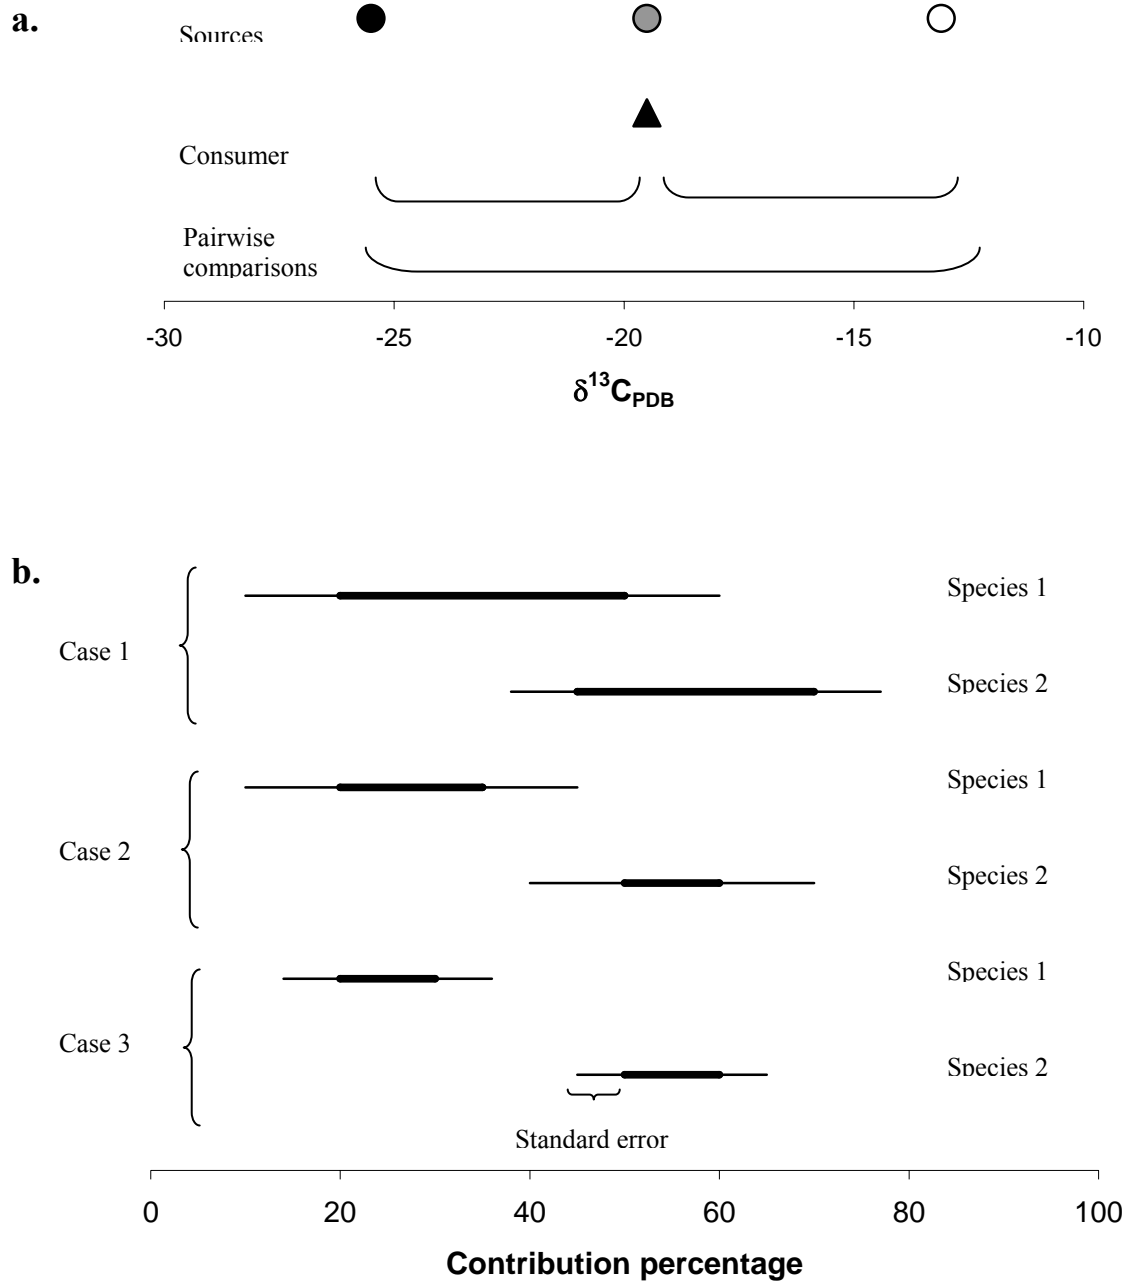 a.
Sources
Consumer
Pairwise
comparisons
-30 -25 -20 -15 -10
δ¹³C_PDB
b.
Species 1
Case 1
Species 2
Species 1
Case 2
Species 2
Species 1
Case 3
Species 2
Standard error
0 20 40 60 80 100
Contribution percentage